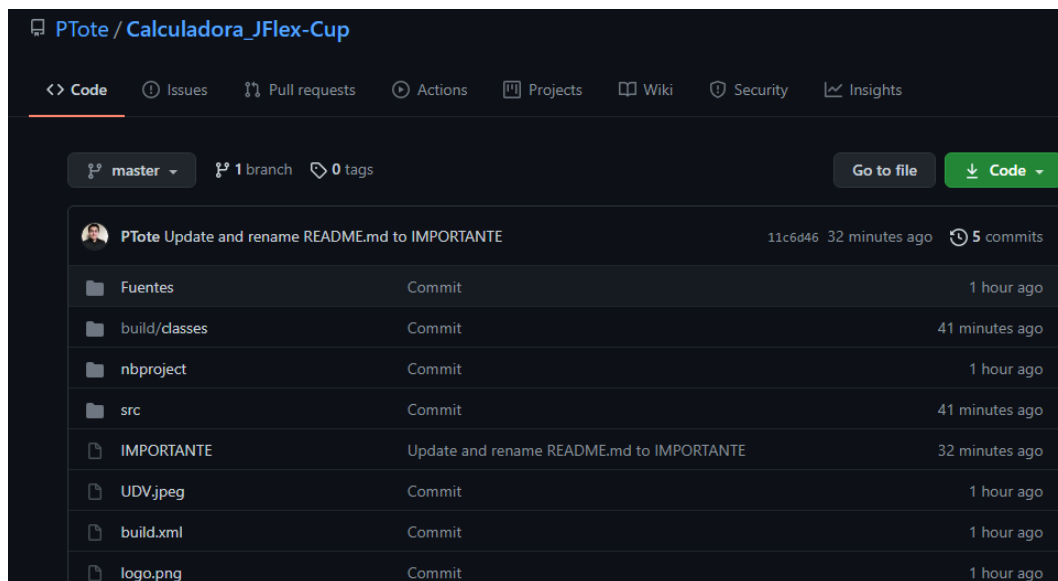 PTote / Calculadora_JFlex-Cup
Code Issues Pull requests Actions Projects Wiki Security Insights
master 1 branch 0 tags Go to file Code
PTote Update and rename README.md to IMPORTANTE 11c6d46 32 minutes ago 5 commits
Fuentes Commit 1 hour ago
build/classes Commit 41 minutes ago
nbproject Commit 1 hour ago
src Commit 41 minutes ago
IMPORTANTE Update and rename README.md to IMPORTANTE 32 minutes ago
UDV.jpeg Commit 1 hour ago
build.xml Commit 1 hour ago
logo.png Commit 1 hour ago